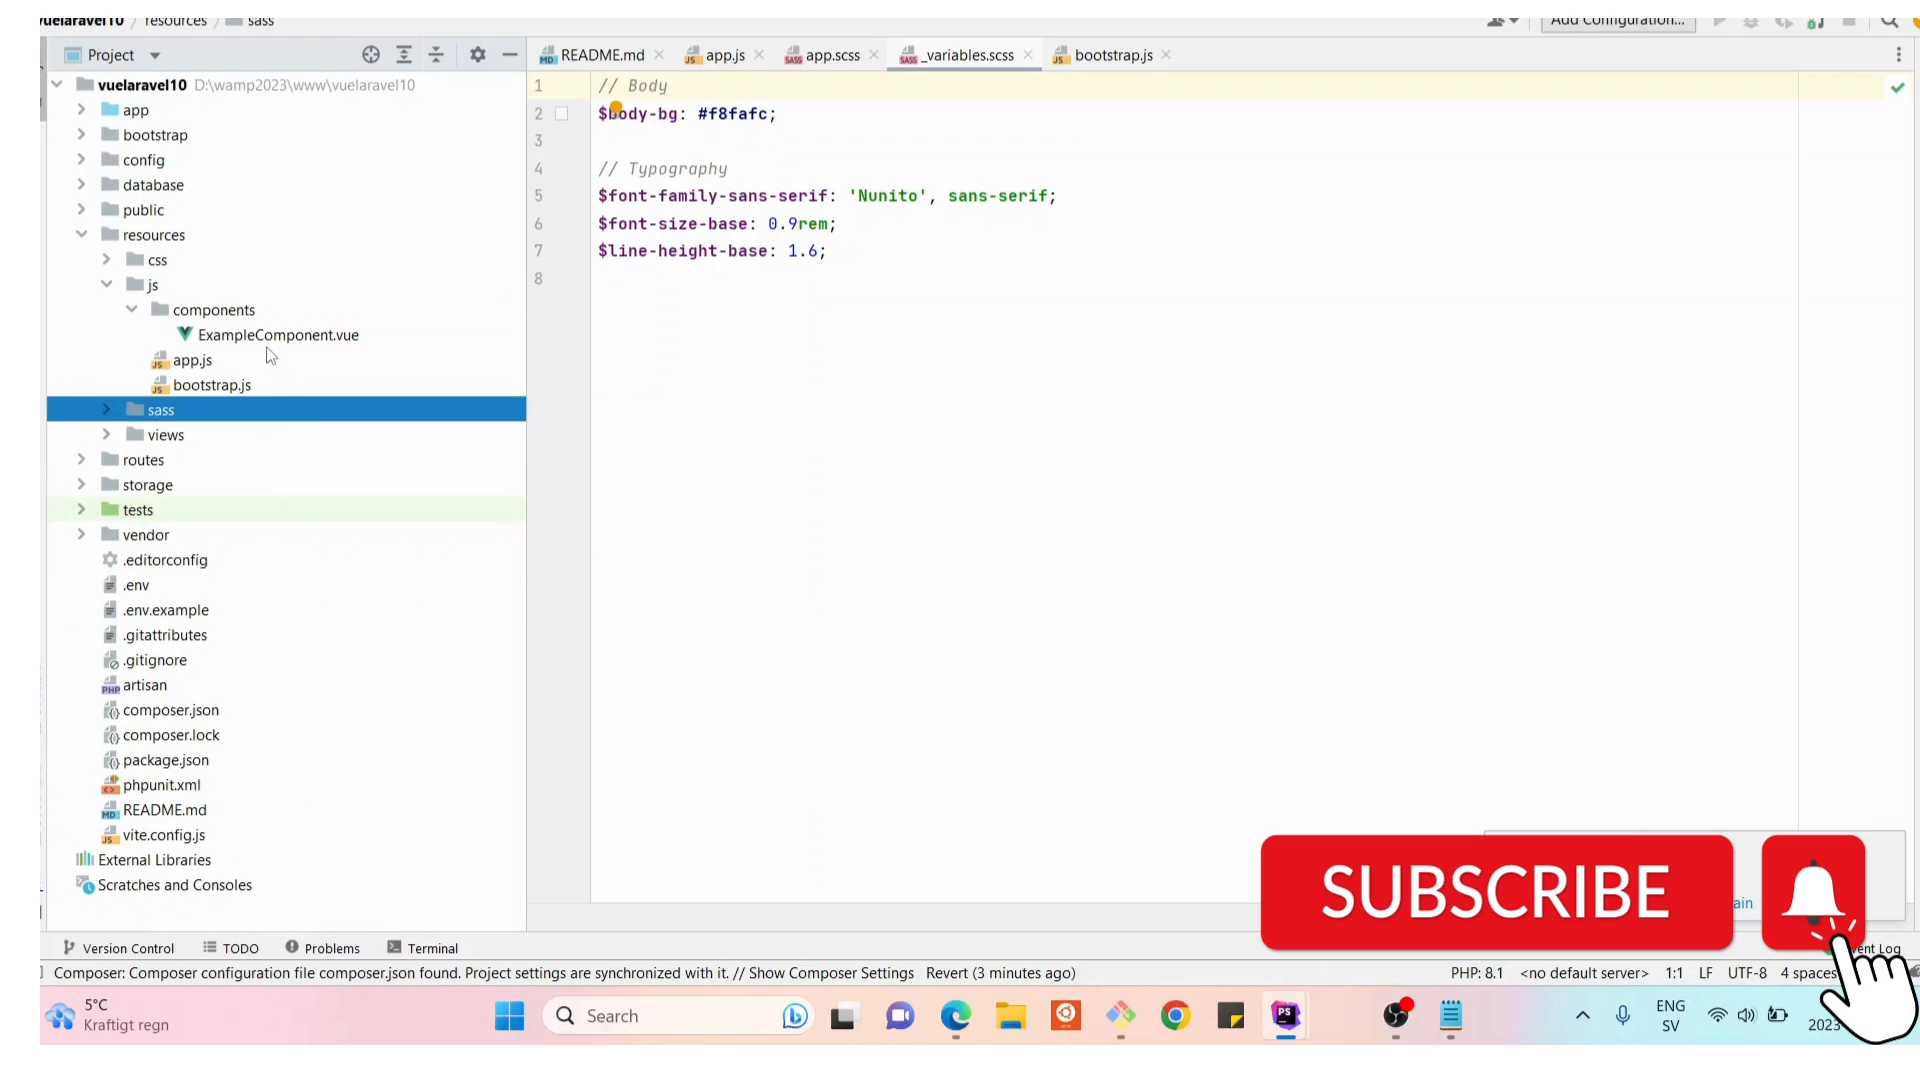 vuelaravel10 / resources / sass
Add Configuration...
Project
README.md
app.js
app.scss
_variables.scss
bootstrap.js
vuelaravel10 D:\wamp2023\www\vuelaravel10
app
bootstrap
config
database
public
resources
css
js
components
ExampleComponent.vue
app.js
bootstrap.js
sass
views
routes
storage
tests
vendor
.editorconfig
.env
.env.example
.gitattributes
.gitignore
artisan
composer.json
composer.lock
package.json
phpunit.xml
README.md
vite.config.js
External Libraries
Scratches and Consoles
1 // Body
2 $body-bg: #f8fafc;
3
4 // Typography
5 $font-family-sans-serif: 'Nunito', sans-serif;
6 $font-size-base: 0.9rem;
7 $line-height-base: 1.6;
8
SUBSCRIBE
Version Control
TODO
Problems
Terminal
Log
Composer: Composer configuration file composer.json found. Project settings are synchronized with it. // Show Composer Settings Revert (3 minutes ago)
PHP: 8.1 <no default server> 1:1 LF UTF-8 4 spaces
5°C
Kraftigt regn
Search
ENG
SV
2023